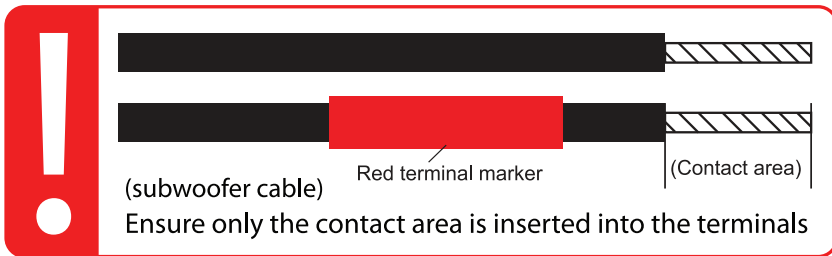 Red terminal marker
(Contact area)
(subwoofer cable)
Ensure only the contact area is inserted into the terminals